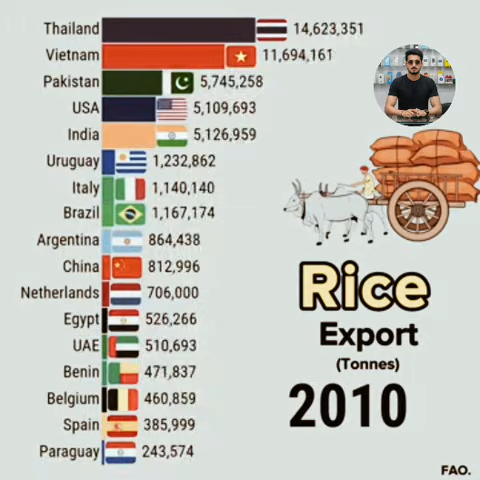 Thailand 14,623,351
Vietnam 11,694,161
Pakistan 5,745,258
USA 5,109,693
India 5,126,959
Uruguay 1,232,862
Italy 1,140,140
Brazil 1,167,174
Argentina 864,438
China 812,996
Netherlands 706,000
Egypt 526,266
UAE 510,693
Benin 471,837
Belgium 460,859
Spain 385,999
Paraguay 243,574
Rice
Export
(Tonnes)
2010
FAO.